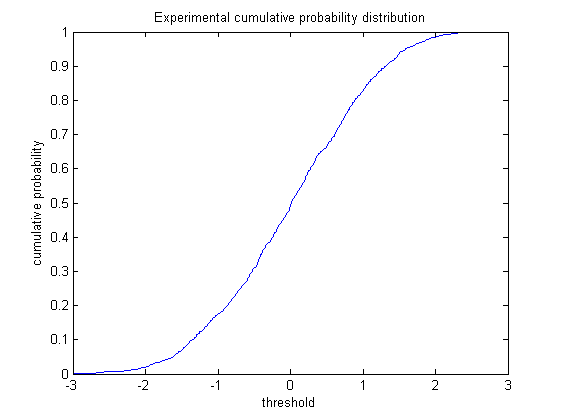 Experimental cumulative probability distribution
1
0.9
0.8
0.7
0.6
0.5
0.4
0.3
0.2
0.1
0
cumulative probability
-3 -2 -1 0 1 2 3
threshold